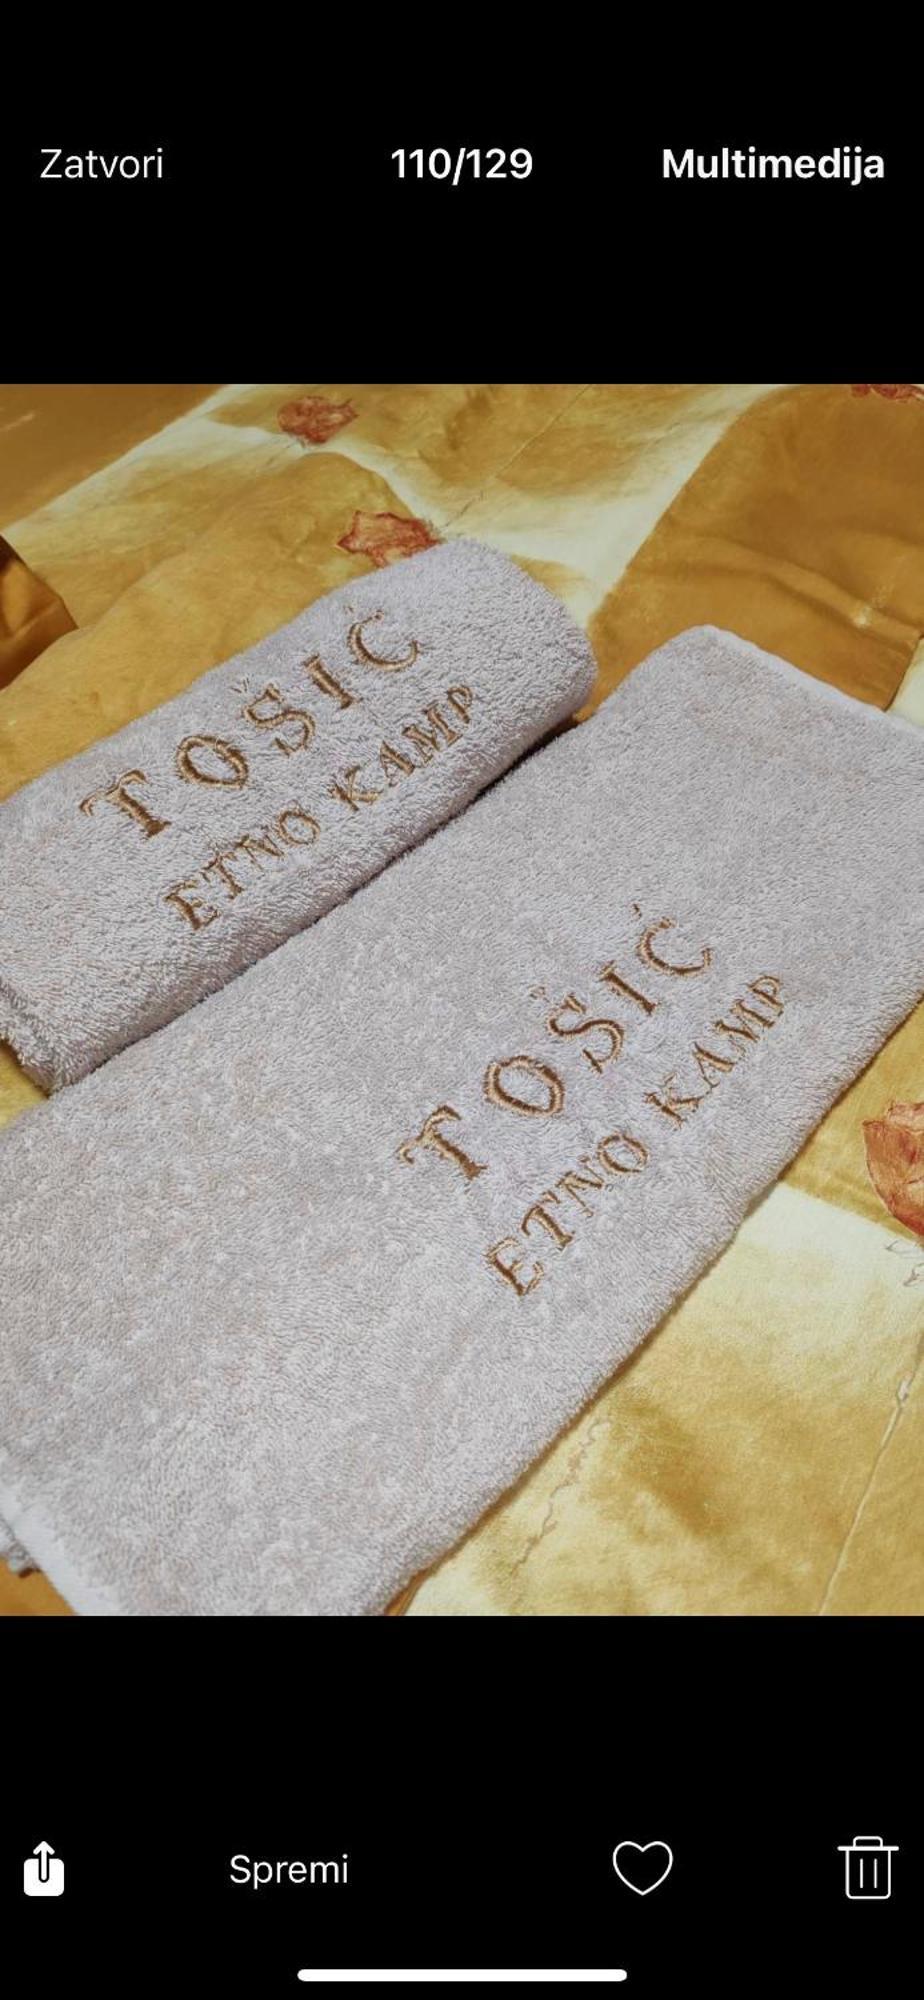 Zatvori 110/129 Multimedija
TOŠIĆ
ETNO KAMP
TOŠIĆ
ETNO KAMP
Spremi